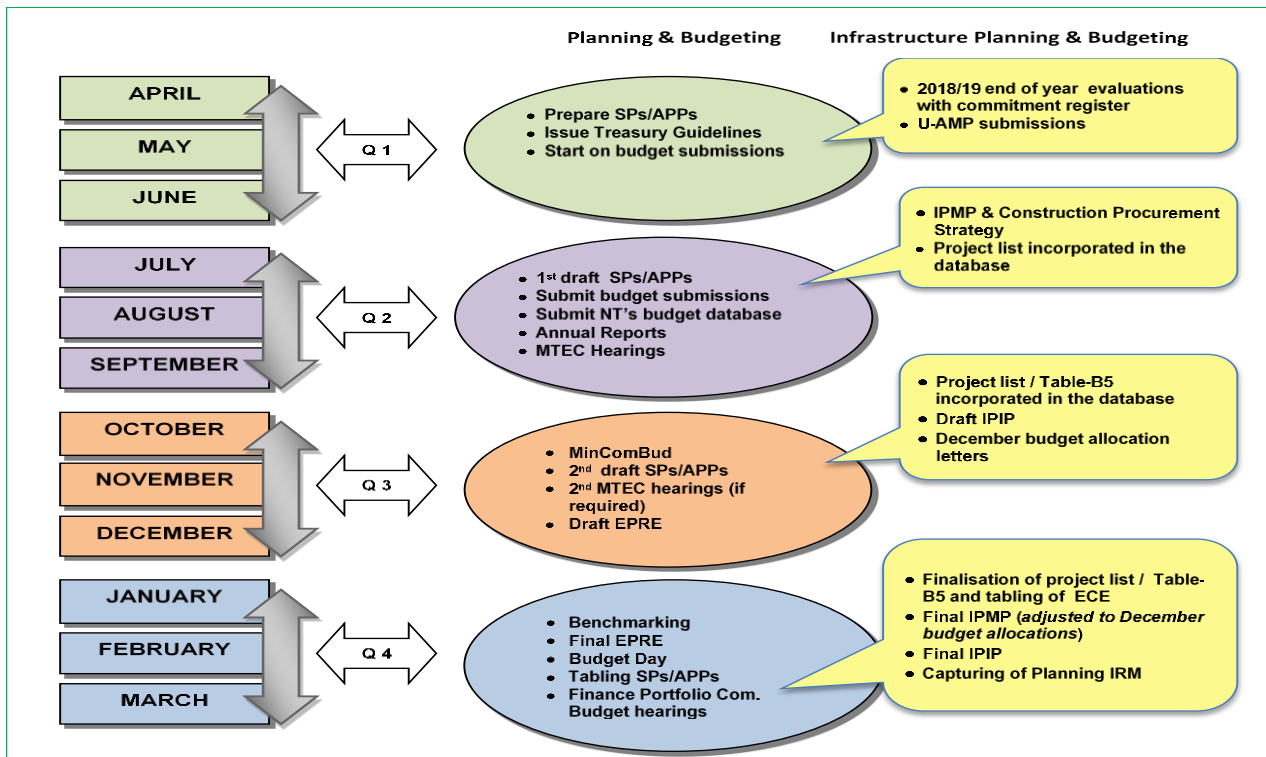 Planning & Budgeting
Infrastructure Planning & Budgeting
APRIL
MAY
JUNE
Q 1
• Prepare SPs/APPs
• Issue Treasury Guidelines
• Start on budget submissions
• 2018/19 end of year evaluations
with commitment register
• U-AMP submissions
JULY
AUGUST
SEPTEMBER
Q 2
• 1st draft SPs/APPs
• Submit budget submissions
• Submit NT's budget database
• Annual Reports
• MTEC Hearings
• IPMP & Construction Procurement
Strategy
• Project list incorporated in the
database
OCTOBER
NOVEMBER
DECEMBER
Q 3
• MinComBud
• 2nd draft SPs/APPs
• 2nd MTEC hearings (if
required)
• Draft EPRE
• Project list / Table-B5
incorporated in the database
• Draft IPIP
• December budget allocation
letters
JANUARY
FEBRUARY
MARCH
Q 4
• Benchmarking
• Final EPRE
• Budget Day
• Tabling SPs/APPs
• Finance Portfolio Com.
Budget hearings
• Finalisation of project list / Table-
B5 and tabling of ECE
• Final IPMP (adjusted to December
budget allocations)
• Final IPIP
• Capturing of Planning IRM